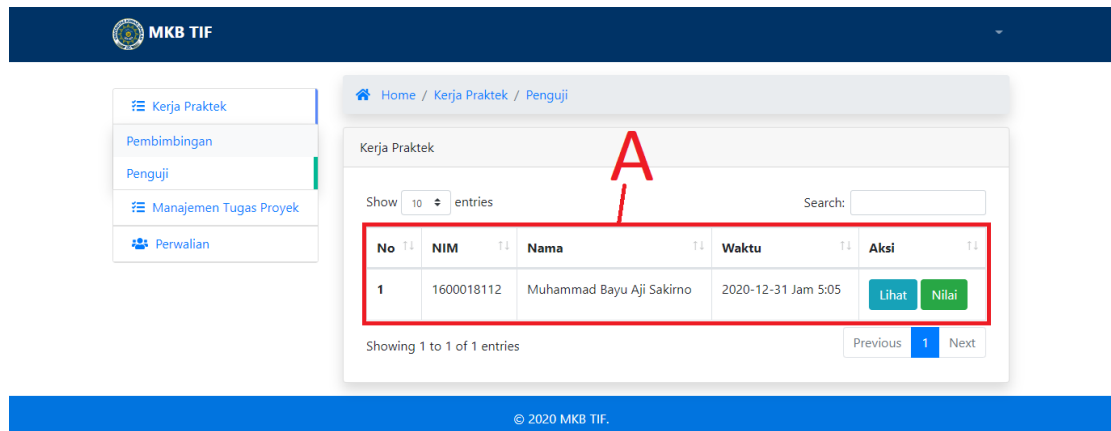 MKB TIF
Kerja Praktek
Pembimbingan
Penguji
Manajemen Tugas Proyek
Perwalian
Home / Kerja Praktek / Penguji
Kerja Praktek
A
Show 10 entries Search:
No NIM Nama Waktu Aksi
1 1600018112 Muhammad Bayu Aji Sakirno 2020-12-31 Jam 5:05 Lihat Nilai
Showing 1 to 1 of 1 entries Previous 1 Next
© 2020 MKB TIF.